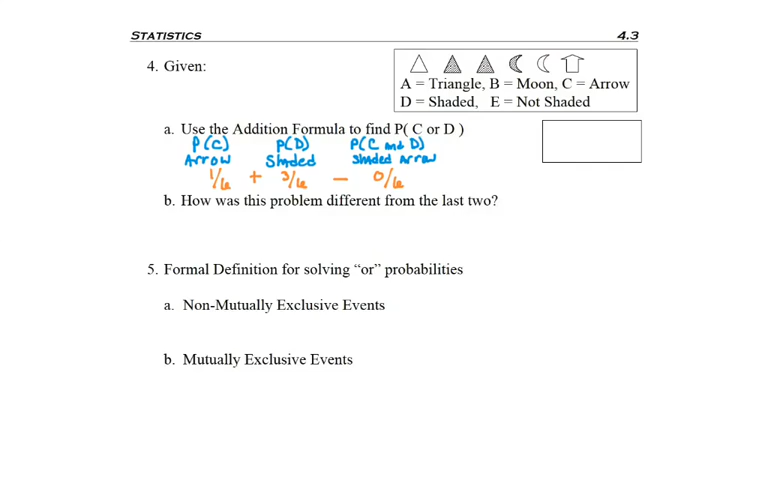 STATISTICS 4.3
4. Given:
A = Triangle, B = Moon, C = Arrow
D = Shaded, E = Not Shaded
a. Use the Addition Formula to find P( C or D )
P(C) P(D) P(C and D)
Arrow Shaded Shaded Arrow
1/6 + 3/6 — 0/6
b. How was this problem different from the last two?
5. Formal Definition for solving “or” probabilities
a. Non-Mutually Exclusive Events
b. Mutually Exclusive Events